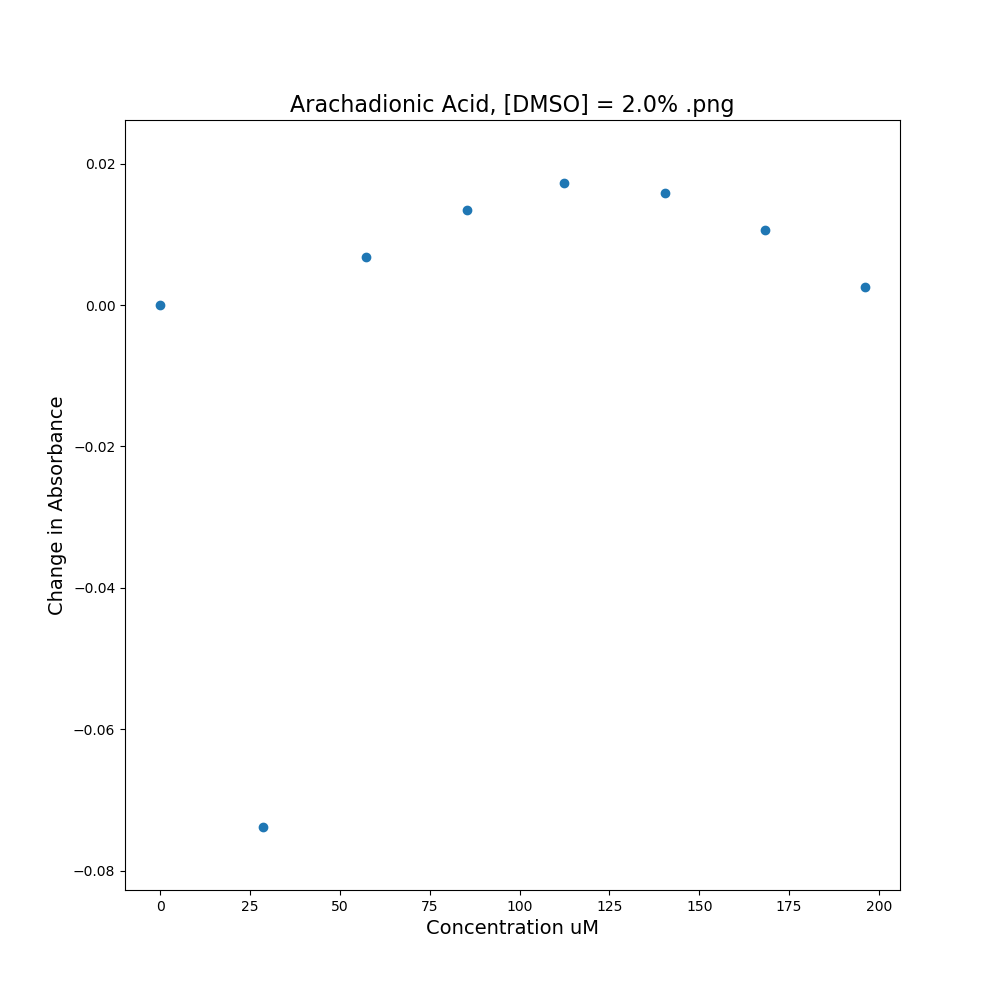 Arachadionic Acid, [DMSO] = 2.0% .png
0.02
0.00
−0.02
−0.04
−0.06
−0.08
Change in Absorbance
0 25 50 75 100 125 150 175 200
Concentration uM